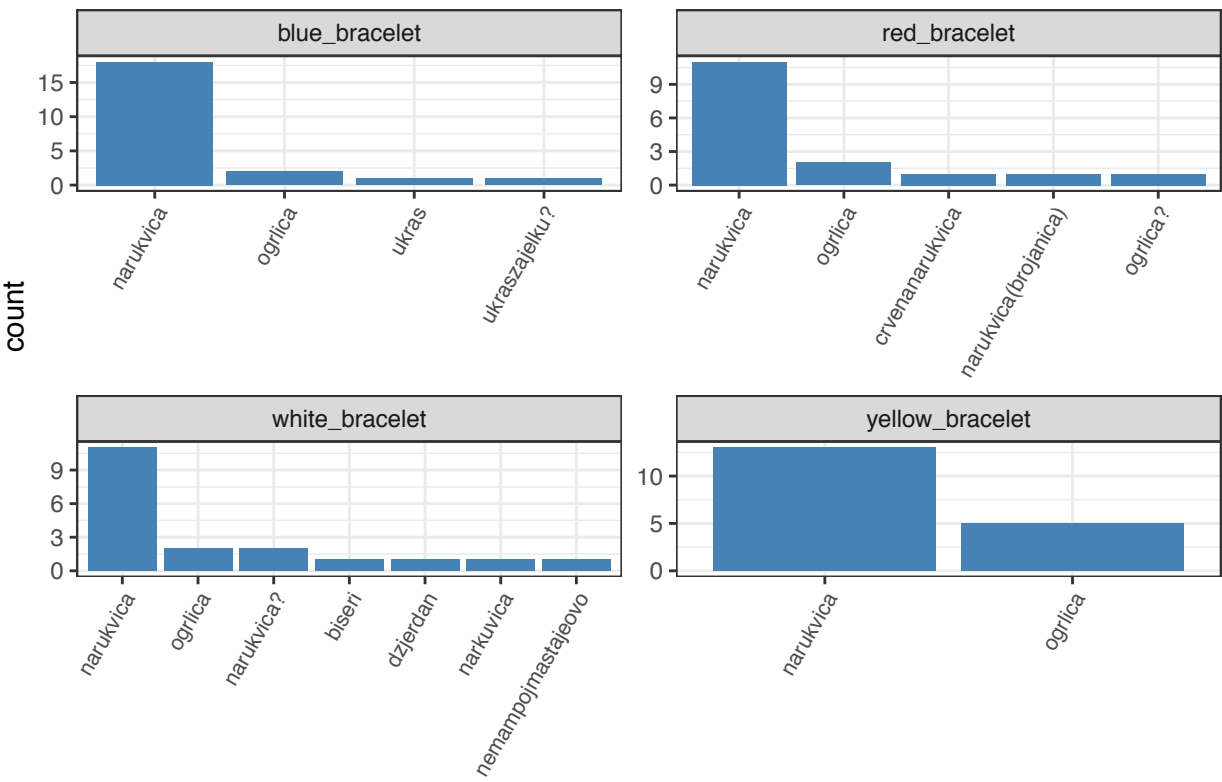 count
blue_bracelet
15
10
5
0
narukvica
ogrlica
ukras
ukraszajelku?
red_bracelet
9
6
3
0
narukvica
ogrlica
crvenanarukvica
narukvica(brojanica)
ogrlica?
white_bracelet
9
6
3
0
narukvica
ogrlica
narukvica?
biseri
dzjerdan
narkuvica
nemampojmastajeovo
yellow_bracelet
10
5
0
narukvica
ogrlica